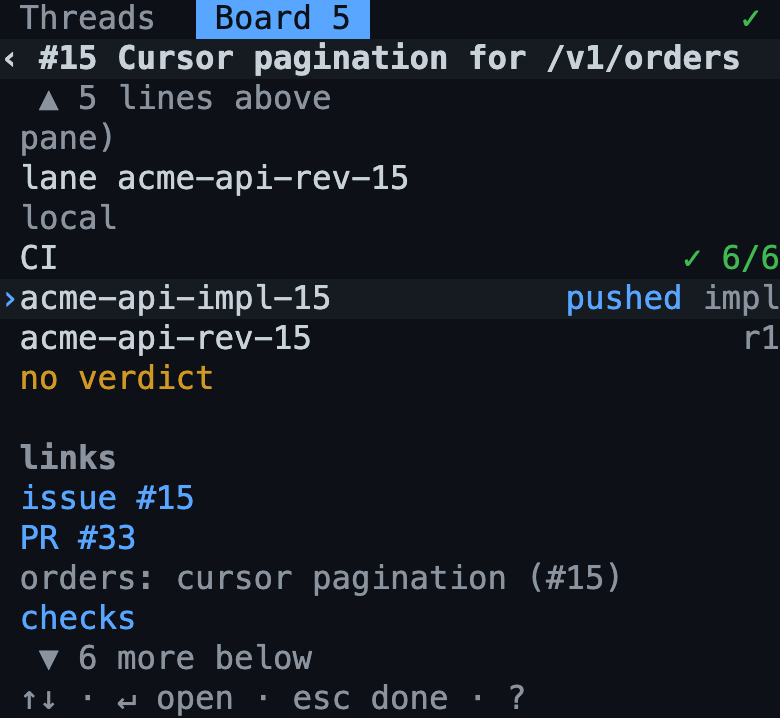 Threads Board 5 ✓
‹ #15 Cursor pagination for /v1/orders
▲ 5 lines above
pane)
lane acme-api-rev-15
local
CI ✓ 6/6
›acme-api-impl-15 pushed impl
acme-api-rev-15 r1
no verdict
links
issue #15
PR #33
orders: cursor pagination (#15)
checks
▼ 6 more below
↑↓ · ↵ open · esc done · ?